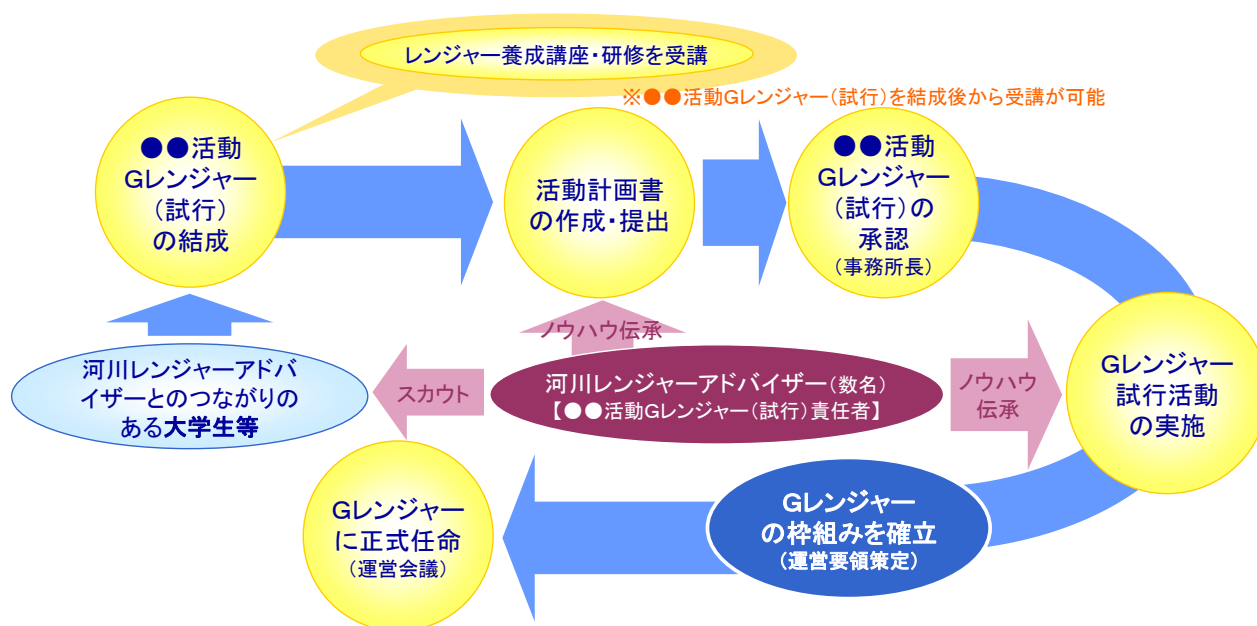 レンジャー養成講座・研修を受講
※●●活動Gレンジャー(試行)を結成後から受講が可能
●●活動
Gレンジャー
(試行)
の結成
活動計画書
の作成・提出
●●活動
Gレンジャー
(試行)の
承認
(事務所長)
ノウハウ伝承
河川レンジャーアドバ
イザーとのつながりの
ある大学生等
スカウト
河川レンジャーアドバイザー(数名)
【●●活動Gレンジャー(試行)責任者】
ノウハウ
伝承
Gレンジャー
試行活動
の実施
Gレンジャー
に正式任命
(運営会議)
Gレンジャー
の枠組みを確立
(運営要領策定)